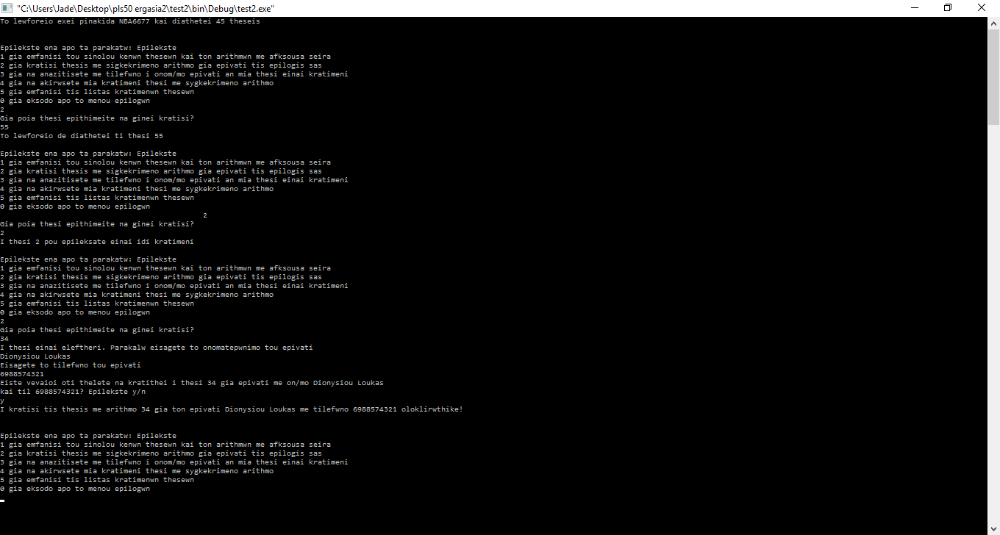 "C:\Users\Jade\Desktop\pls50 ergasia2\test2\bin\Debug\test2.exe"
To lewforeio exei pinakida NBA6677 kai diathetei 45 theseis
Epilekste ena apo ta parakatw: Epilekste
1 gia emfanisi tou sinolou kenwn thesewn kai ton arithmwn me afksousa seira
2 gia kratisi thesis me sigkekrimeno arithmo gia epivati tis epilogis sas
3 gia na anazitisete me tilefwno i onom/mo epivati an mia thesi einai kratimeni
4 gia na akirwsete mia kratimeni thesi me sygkekrimeno arithmo
5 gia emfanisi tis listas kratimenwn thesewn
0 gia eksodo apo to menou epilogwn
2
Gia poia thesi epithimeite na ginei kratisi?
55
To lewforeio de diathetei ti thesi 55
Epilekste ena apo ta parakatw: Epilekste
1 gia emfanisi tou sinolou kenwn thesewn kai ton arithmwn me afksousa seira
2 gia kratisi thesis me sigkekrimeno arithmo gia epivati tis epilogis sas
3 gia na anazitisete me tilefwno i onom/mo epivati an mia thesi einai kratimeni
4 gia na akirwsete mia kratimeni thesi me sygkekrimeno arithmo
5 gia emfanisi tis listas kratimenwn thesewn
0 gia eksodo apo to menou epilogwn
2
Gia poia thesi epithimeite na ginei kratisi?
2
I thesi 2 pou epileksate einai idi kratimeni
Epilekste ena apo ta parakatw: Epilekste
1 gia emfanisi tou sinolou kenwn thesewn kai ton arithmwn me afksousa seira
2 gia kratisi thesis me sigkekrimeno arithmo gia epivati tis epilogis sas
3 gia na anazitisete me tilefwno i onom/mo epivati an mia thesi einai kratimeni
4 gia na akirwsete mia kratimeni thesi me sygkekrimeno arithmo
5 gia emfanisi tis listas kratimenwn thesewn
0 gia eksodo apo to menou epilogwn
2
Gia poia thesi epithimeite na ginei kratisi?
34
I thesi einai eleftheri. Parakalw eisagete to onomatepwnimo tou epivati
Dionysiou Loukas
Eisagete to tilefwno tou epivati
6988574321
Eiste vevaioi oti thelete na kratithei i thesi 34 gia epivati me on/mo Dionysiou Loukas
kai til 6988574321? Epilekste y/n
y
I kratisi tis thesis me arithmo 34 gia ton epivati Dionysiou Loukas me tilefwno 6988574321 oloklirwthike!
Epilekste ena apo ta parakatw: Epilekste
1 gia emfanisi tou sinolou kenwn thesewn kai ton arithmwn me afksousa seira
2 gia kratisi thesis me sigkekrimeno arithmo gia epivati tis epilogis sas
3 gia na anazitisete me tilefwno i onom/mo epivati an mia thesi einai kratimeni
4 gia na akirwsete mia kratimeni thesi me sygkekrimeno arithmo
5 gia emfanisi tis listas kratimenwn thesewn
0 gia eksodo apo to menou epilogwn